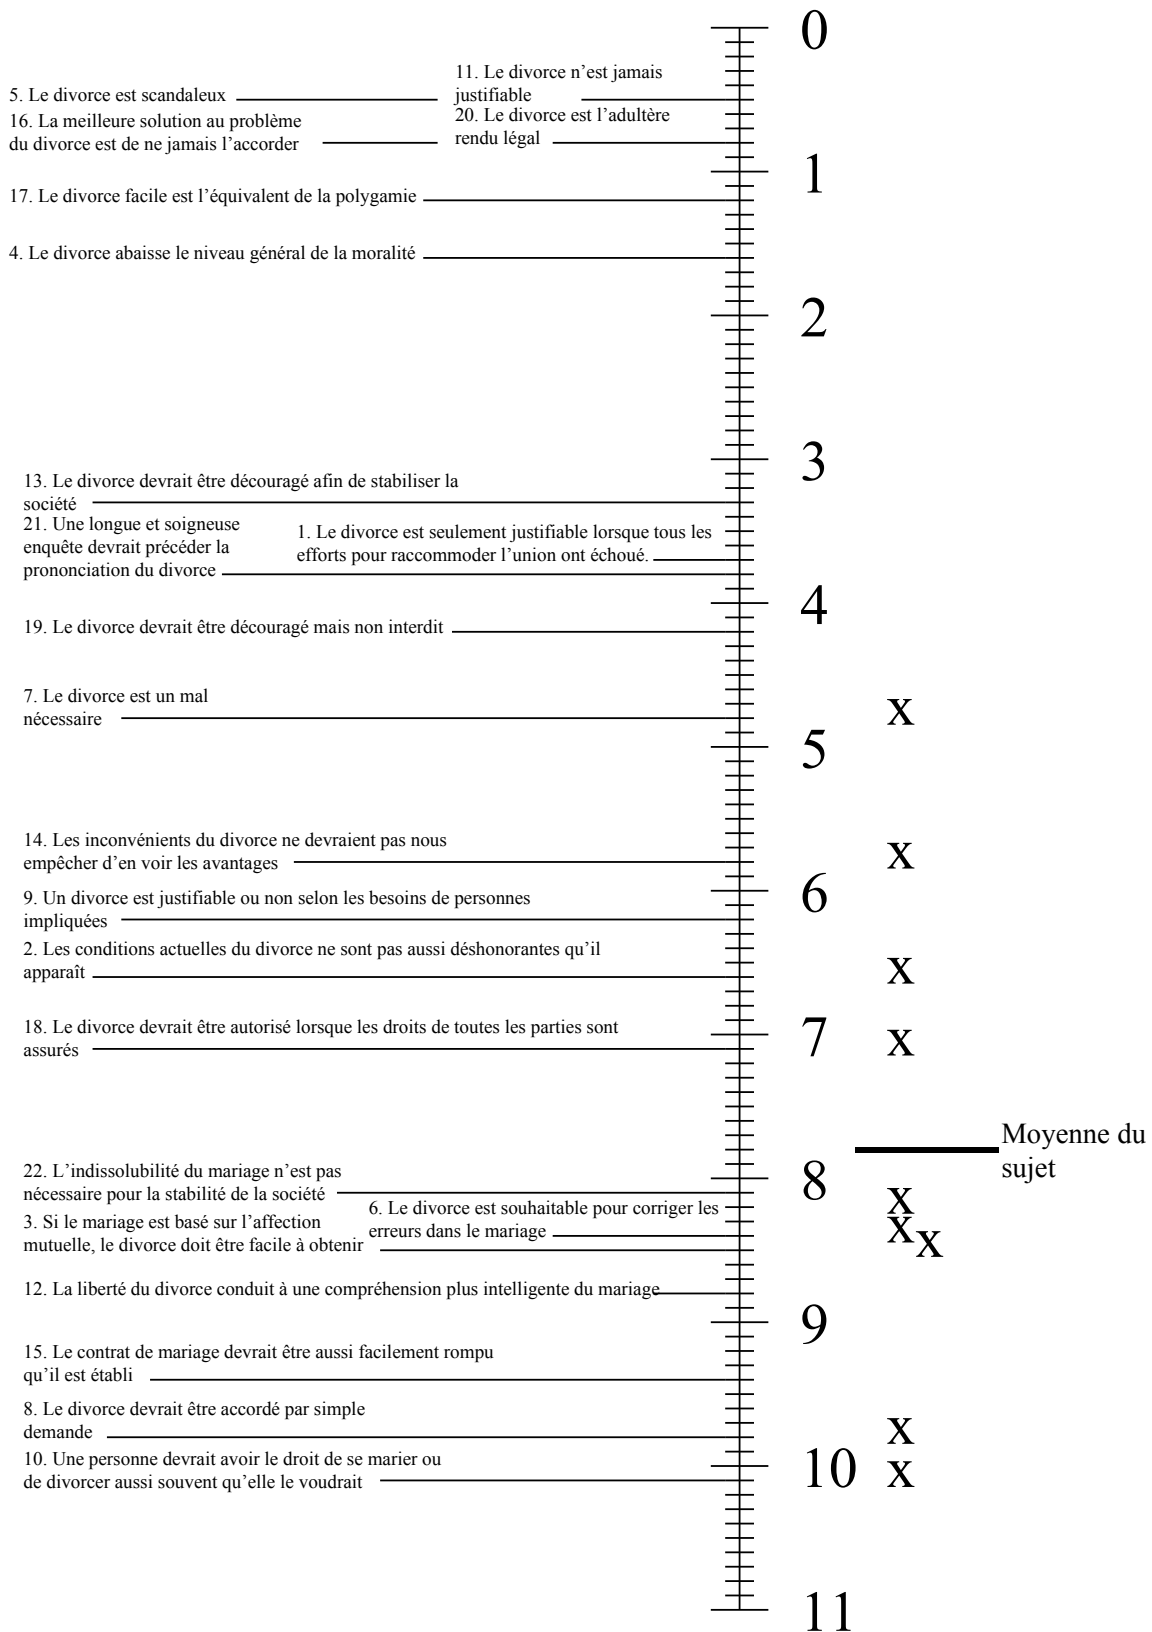 0
11. Le divorce n’est jamais
justifiable
5. Le divorce est scandaleux
16. La meilleure solution au problème
du divorce est de ne jamais l’accorder
20. Le divorce est l’adultère
rendu légal
1
17. Le divorce facile est l’équivalent de la polygamie
4. Le divorce abaisse le niveau général de la moralité
2
3
13. Le divorce devrait être découragé afin de stabiliser la
société
21. Une longue et soigneuse
enquête devrait précéder la
prononciation du divorce
1. Le divorce est seulement justifiable lorsque tous les
efforts pour raccommoder l’union ont échoué.
4
19. Le divorce devrait être découragé mais non interdit
7. Le divorce est un mal
nécessaire
x
5
14. Les inconvénients du divorce ne devraient pas nous
empêcher d’en voir les avantages
x
6
9. Un divorce est justifiable ou non selon les besoins de personnes
impliquées
2. Les conditions actuelles du divorce ne sont pas aussi déshonorantes qu’il
apparaît
x
18. Le divorce devrait être autorisé lorsque les droits de toutes les parties sont
assurés
7
x
Moyenne du
sujet
22. L’indissolubilité du mariage n’est pas
nécessaire pour la stabilité de la société
8
x
6. Le divorce est souhaitable pour corriger les
erreurs dans le mariage
x
3. Si le mariage est basé sur l’affection
mutuelle, le divorce doit être facile à obtenir
x
12. La liberté du divorce conduit à une compréhension plus intelligente du mariage
9
15. Le contrat de mariage devrait être aussi facilement rompu
qu’il est établi
8. Le divorce devrait être accordé par simple
demande
x
10. Une personne devrait avoir le droit de se marier ou
de divorcer aussi souvent qu’elle le voudrait
10
x
11